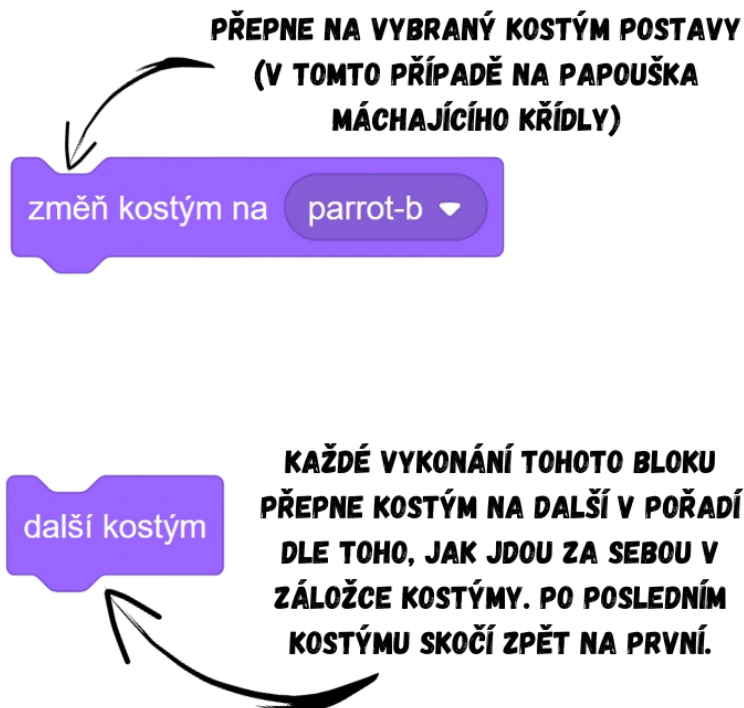 PŘEPNE NA VYBRANÝ KOSTÝM POSTAVY
(V TOMTO PŘÍPADĚ NA PAPOUŠKA
MÁCHAJÍCÍHO KŘÍDLY)
změň kostým na parrot-b
KAŽDÉ VYKONÁNÍ TOHOTO BLOKU
PŘEPNE KOSTÝM NA DALŠÍ V POŘADÍ
DLE TOHO, JAK JDOU ZA SEBOU V
ZÁLOŽCE KOSTÝMY. PO POSLEDNÍM
KOSTÝMU SKOČÍ ZPĚT NA PRVNÍ.
další kostým